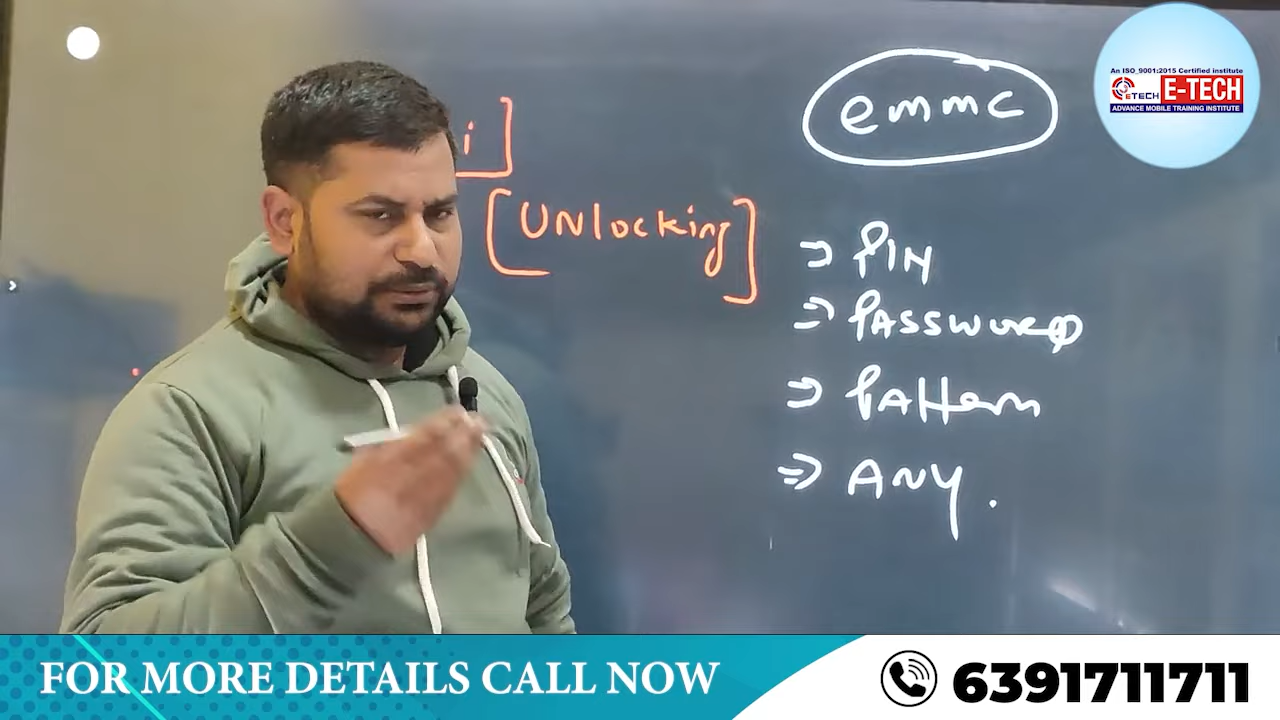 emmc
An ISO_9001:2015 Certified institute
ETECH E-TECH
ADVANCE MOBILE TRAINING INSTITUTE
i]
[UNlocking]
⇒ PIN
⇒ PASSWORD
⇒ PAttern
⇒ ANY.
FOR MORE DETAILS CALL NOW
6391711711